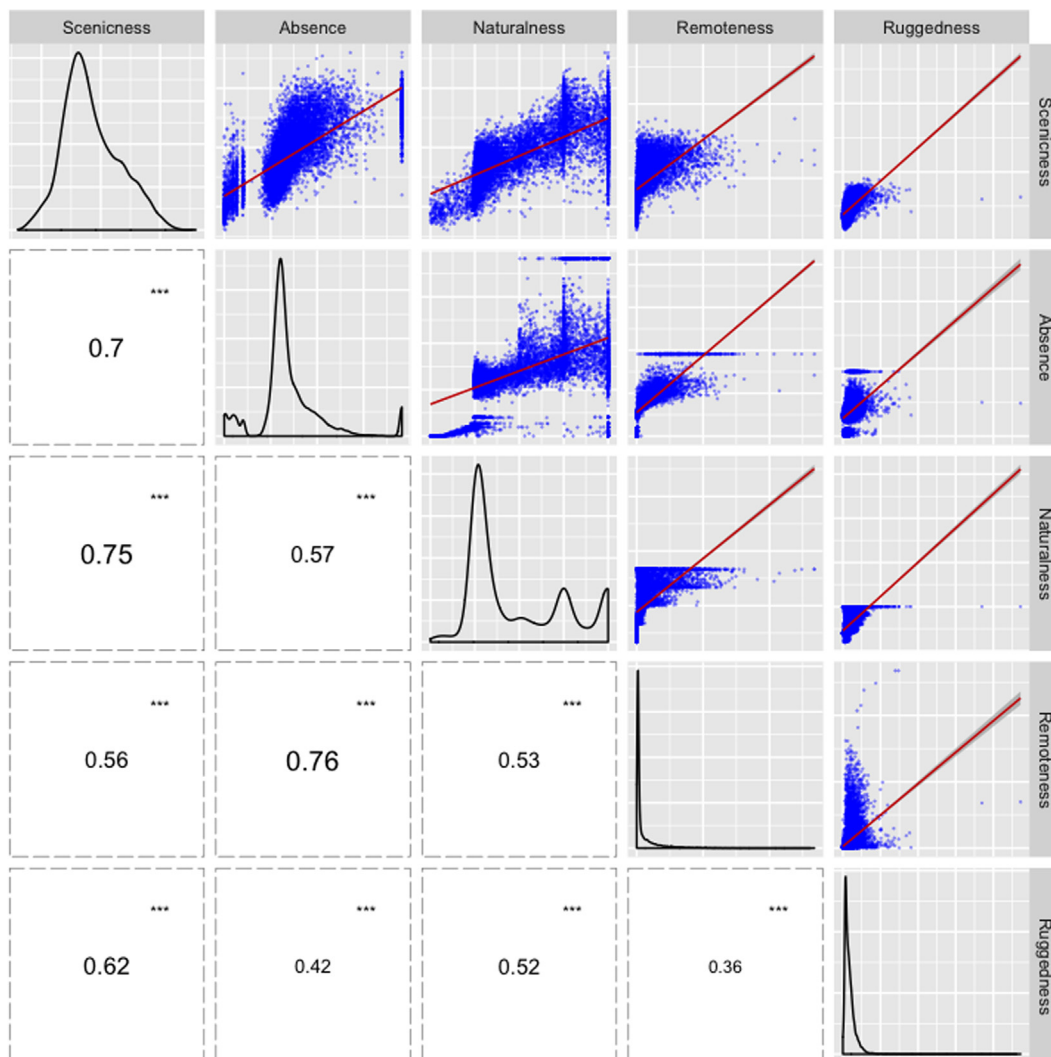 Scenicness Absence Naturalness Remoteness Ruggedness
Scenicness
***
0.7
Absence
*** ***
0.75 0.57
Naturalness
*** *** ***
0.56 0.76 0.53
Remoteness
*** *** *** ***
0.62 0.42 0.52 0.36
Ruggedness